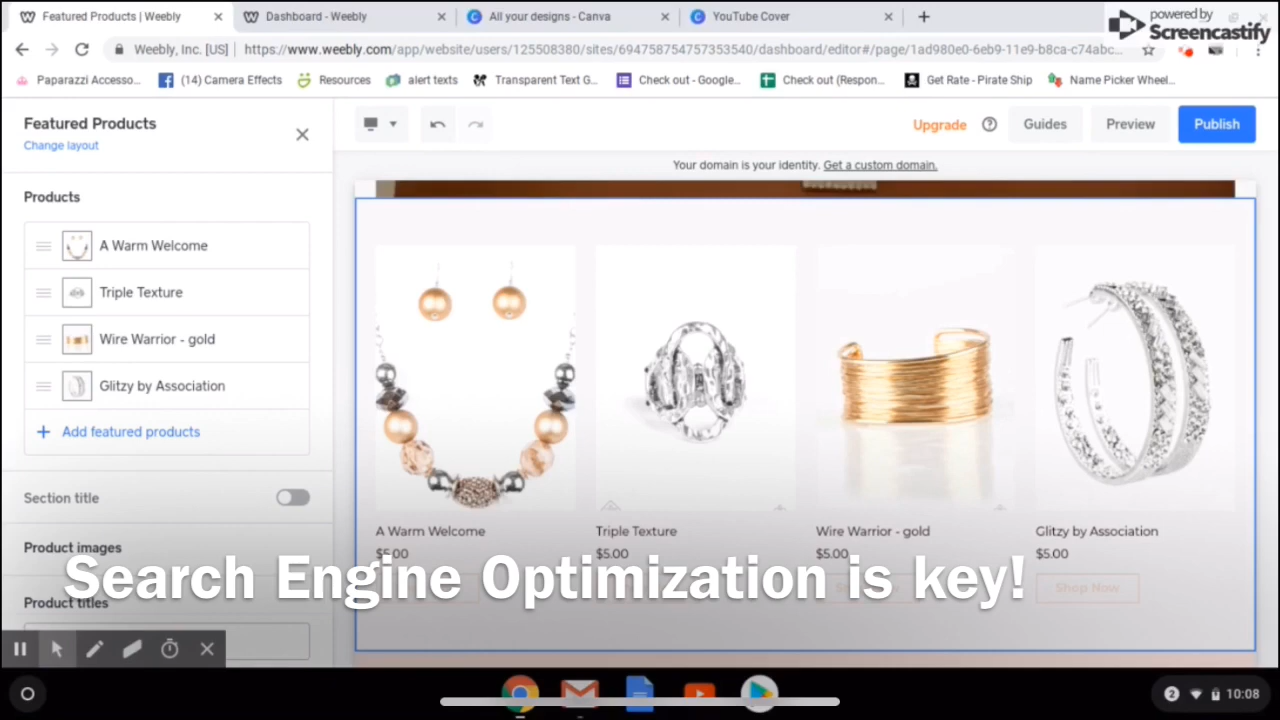 Featured Products | Weebly
Dashboard - Weebly
All your designs - Canva
YouTube Cover
powered by
Screencastify
Weebly, Inc. [US]
https://www.weebly.com/app/website/users/125508380/sites/694758754757353540/dashboard/editor#/page/1ad980e0-6eb9-11e9-b8ca-c74abc...
Paparazzi Accesso...
(14) Camera Effects
Resources
alert texts
Transparent Text G...
Check out - Google...
Check out (Respon...
Get Rate - Pirate Ship
Name Picker Wheel...
Featured Products
Change layout
Upgrade
Guides
Preview
Publish
Your domain is your identity. Get a custom domain.
Products
A Warm Welcome
Triple Texture
Wire Warrior - gold
Glitzy by Association
Add featured products
Section title
Product images
Product titles
A Warm Welcome
$5.00
Triple Texture
$5.00
Wire Warrior - gold
$5.00
Glitzy by Association
$5.00
Shop Now
Search Engine Optimization is key!
2
10:08